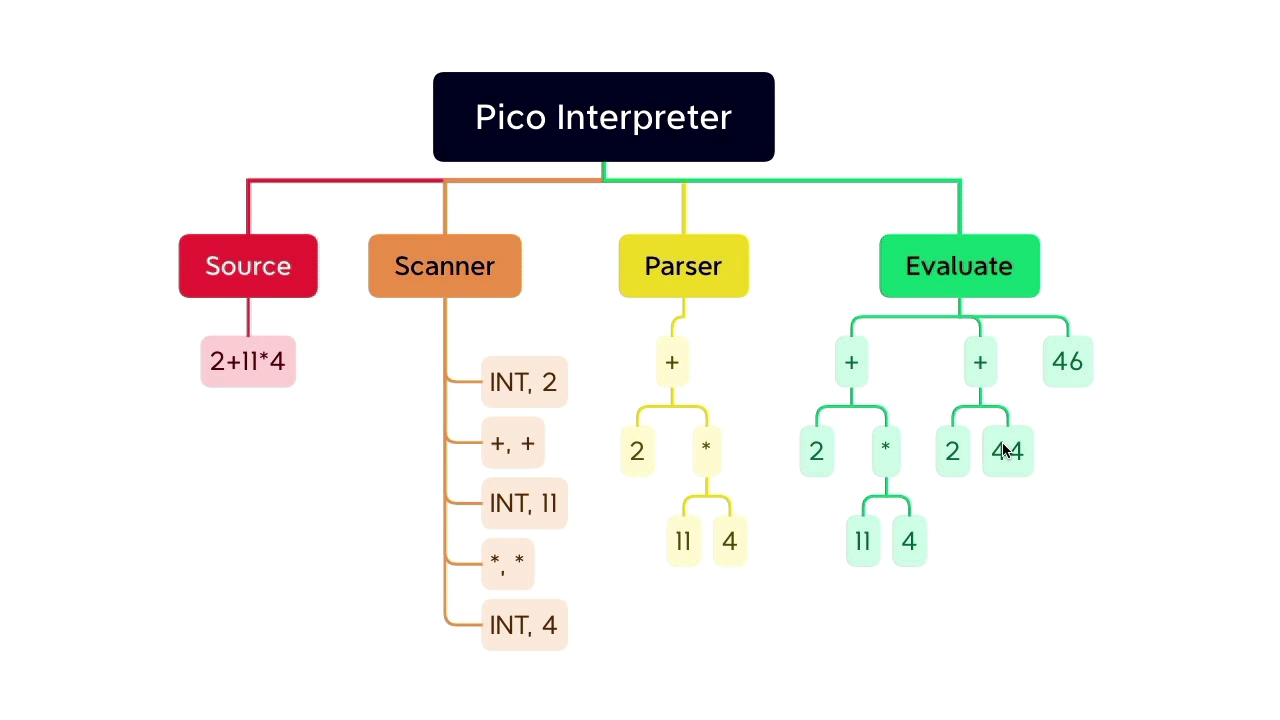 Pico Interpreter
Source
Scanner
Parser
Evaluate
2+11*4
INT, 2
+, +
INT, 11
*, *
INT, 4
+
2
*
11
4
+
2
*
11
4
+
2
44
46